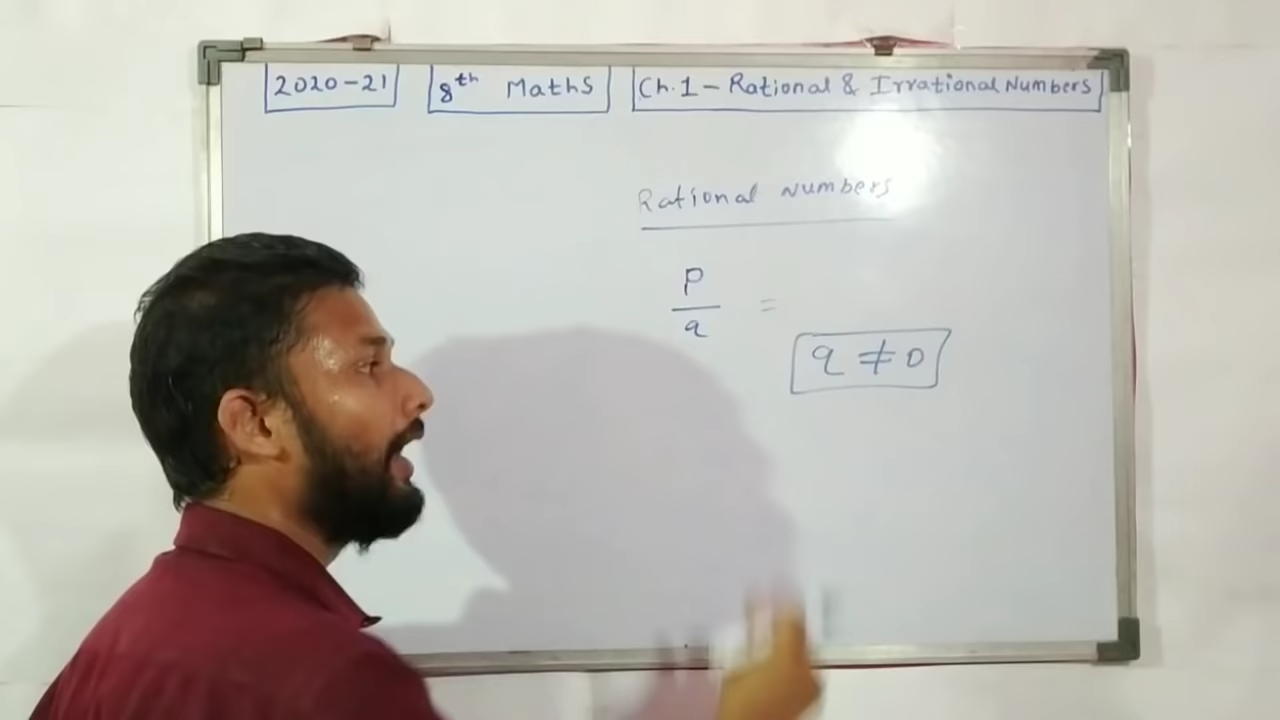 2020-21 8th Maths Ch.1 - Rational & Irrational Numbers
Rational Numbers
P
q =
q ≠ 0